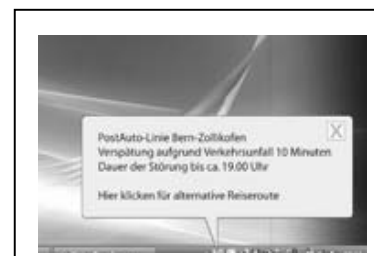 PostAuto-Linie Bern-Zollikofen
Verspätung aufgrund Verkehrsunfall 10 Minuten
Dauer der Störung bis ca. 19.00 Uhr
Hier klicken für alternative Reiseroute